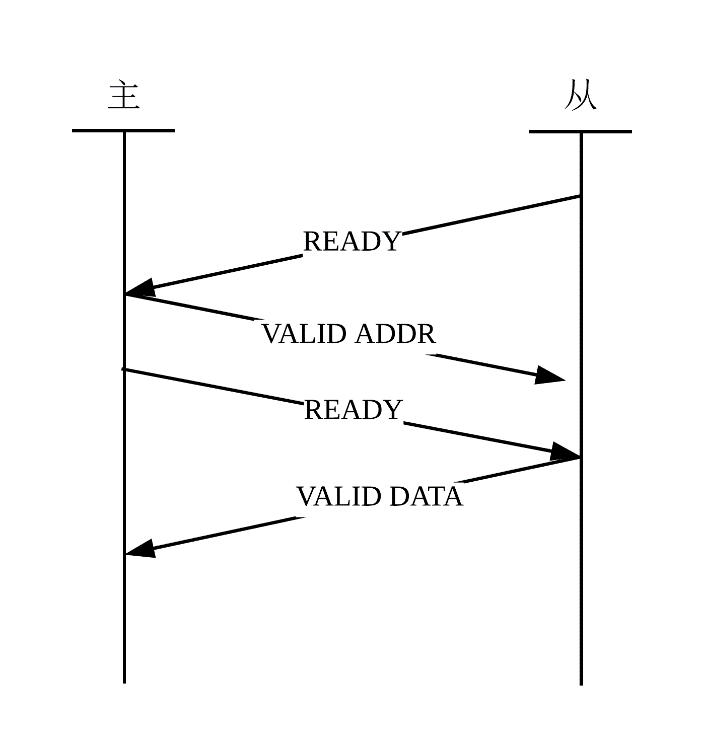 主
从
READY
VALID ADDR
READY
VALID DATA